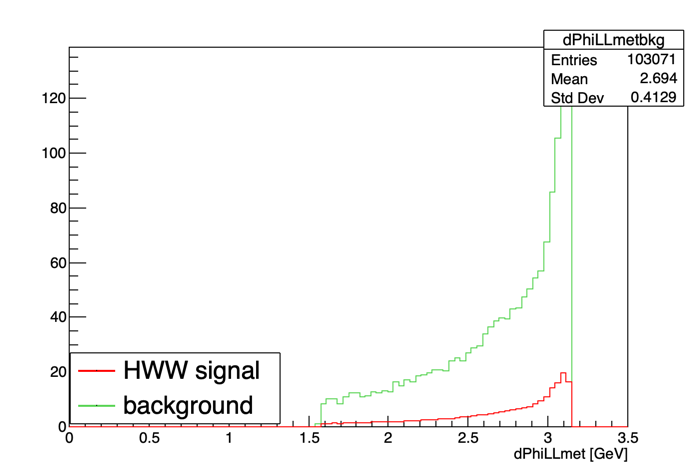 dPhiLLmetbkg
Entries 103071
Mean 2.694
Std Dev 0.4129
120
100
80
60
40
20
0
HWW signal
background
0 0.5 1 1.5 2 2.5 3 3.5
dPhiLLmet [GeV]